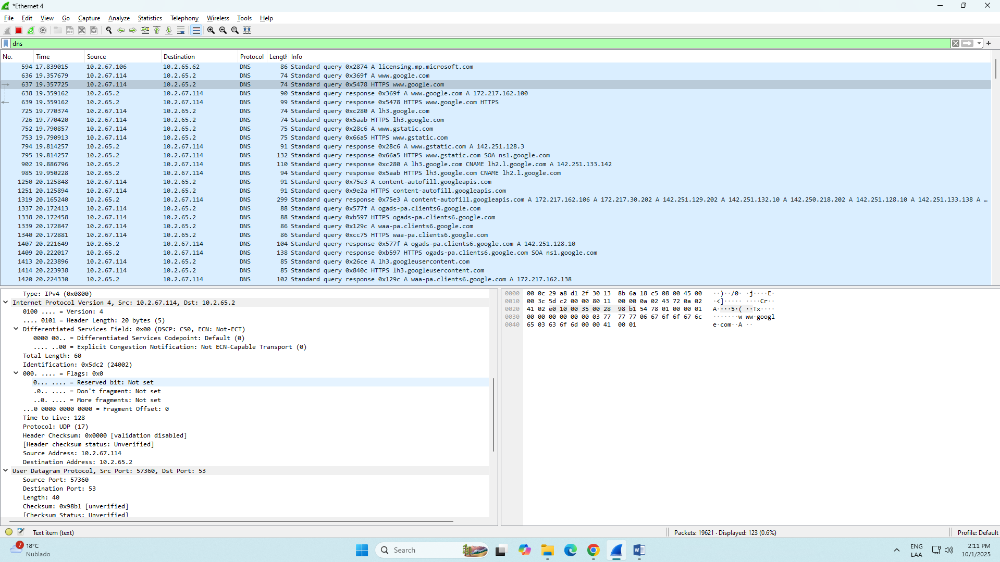 *Ethernet 4
File Edit View Go Capture Analyze Statistics Telephony Wireless Tools Help
dns
No. Time Source Destination Protocol Length Info
594 17.839015 10.2.67.106 10.2.65.62 DNS 86 Standard query 0x2874 A licensing.mp.microsoft.com
636 19.357679 10.2.67.114 10.2.65.2 DNS 74 Standard query 0x369f A www.google.com
637 19.357725 10.2.67.114 10.2.65.2 DNS 74 Standard query 0x5478 HTTPS www.google.com
638 19.359162 10.2.65.2 10.2.67.114 DNS 90 Standard query response 0x369f A www.google.com A 172.217.162.100
639 19.359162 10.2.65.2 10.2.67.114 DNS 99 Standard query response 0x5478 HTTPS www.google.com HTTPS
725 19.770374 10.2.67.114 10.2.65.2 DNS 74 Standard query 0xc280 A lh3.google.com
726 19.770420 10.2.67.114 10.2.65.2 DNS 74 Standard query 0x5aab HTTPS lh3.google.com
752 19.790857 10.2.67.114 10.2.65.2 DNS 75 Standard query 0x28c6 A www.gstatic.com
753 19.790913 10.2.67.114 10.2.65.2 DNS 75 Standard query 0x66a5 HTTPS www.gstatic.com
794 19.814257 10.2.65.2 10.2.67.114 DNS 91 Standard query response 0x28c6 A www.gstatic.com A 142.251.128.3
795 19.814257 10.2.65.2 10.2.67.114 DNS 132 Standard query response 0x66a5 HTTPS www.gstatic.com SOA ns1.google.com
902 19.886796 10.2.65.2 10.2.67.114 DNS 110 Standard query response 0xc280 A lh3.google.com CNAME lh2.l.google.com A 142.251.133.142
985 19.950228 10.2.65.2 10.2.67.114 DNS 94 Standard query response 0x5aab HTTPS lh3.google.com CNAME lh2.l.google.com
1250 20.125848 10.2.67.114 10.2.65.2 DNS 91 Standard query 0x75e3 A content-autofill.googleapis.com
1251 20.125894 10.2.67.114 10.2.65.2 DNS 91 Standard query 0x9e2a HTTPS content-autofill.googleapis.com
1319 20.165240 10.2.65.2 10.2.67.114 DNS 299 Standard query response 0x75e3 A content-autofill.googleapis.com A 172.217.162.106 A 172.217.30.202 A 142.251.129.202 A 142.251.132.10 A 142.250.218.202 A 142.251.128.10 A 142.251.133.138 A …
1337 20.172413 10.2.67.114 10.2.65.2 DNS 88 Standard query 0x577f A ogads-pa.clients6.google.com
1338 20.172458 10.2.67.114 10.2.65.2 DNS 88 Standard query 0xb597 HTTPS ogads-pa.clients6.google.com
1339 20.172847 10.2.67.114 10.2.65.2 DNS 86 Standard query 0x129c A waa-pa.clients6.google.com
1340 20.172881 10.2.67.114 10.2.65.2 DNS 86 Standard query 0xcc75 HTTPS waa-pa.clients6.google.com
1407 20.221649 10.2.65.2 10.2.67.114 DNS 104 Standard query response 0x577f A ogads-pa.clients6.google.com A 142.251.128.10
1409 20.222017 10.2.65.2 10.2.67.114 DNS 138 Standard query response 0xb597 HTTPS ogads-pa.clients6.google.com SOA ns1.google.com
1413 20.223896 10.2.67.114 10.2.65.2 DNS 85 Standard query 0x26ce A lh3.googleusercontent.com
1414 20.223938 10.2.67.114 10.2.65.2 DNS 85 Standard query 0x840c HTTPS lh3.googleusercontent.com
1420 20.224330 10.2.65.2 10.2.67.114 DNS 102 Standard query response 0x129c A waa-pa.clients6.google.com A 172.217.162.138
Type: IPv4 (0x0800)
Internet Protocol Version 4, Src: 10.2.67.114, Dst: 10.2.65.2
0100 .... = Version: 4
.... 0101 = Header Length: 20 bytes (5)
Differentiated Services Field: 0x00 (DSCP: CS0, ECN: Not-ECT)
0000 00.. = Differentiated Services Codepoint: Default (0)
.... ..00 = Explicit Congestion Notification: Not ECN-Capable Transport (0)
Total Length: 60
Identification: 0x5dc2 (24002)
000. .... = Flags: 0x0
0... .... = Reserved bit: Not set
.0.. .... = Don't fragment: Not set
..0. .... = More fragments: Not set
...0 0000 0000 0000 = Fragment Offset: 0
Time to Live: 128
Protocol: UDP (17)
Header Checksum: 0x0000 [validation disabled]
[Header checksum status: Unverified]
Source Address: 10.2.67.114
Destination Address: 10.2.65.2
User Datagram Protocol, Src Port: 57360, Dst Port: 53
Source Port: 57360
Destination Port: 53
Length: 40
Checksum: 0x98b1 [unverified]
[Checksum Status: Unverified]
0000 00 0c 29 a8 d1 2f 30 13 8b 6a 18 c5 08 00 45 00 ··)··/0· ·j····E·
0010 00 3c 5d c2 00 00 80 11 00 00 0a 02 43 72 0a 02 ·<]····· ····Cr··
0020 41 02 e0 10 00 35 00 28 98 b1 54 78 01 00 00 01 A····5·( ··Tx····
0030 00 00 00 00 00 00 03 77 77 77 06 67 6f 6f 67 6c ·······w ww·googl
0040 65 03 63 6f 6d 00 00 41 00 01 e·com··A ··
Text item (text)
Packets: 19621 · Displayed: 123 (0.6%)
Profile: Default
7
18°C
Nublado
Search
ENG
LAA
2:11 PM
10/1/2025